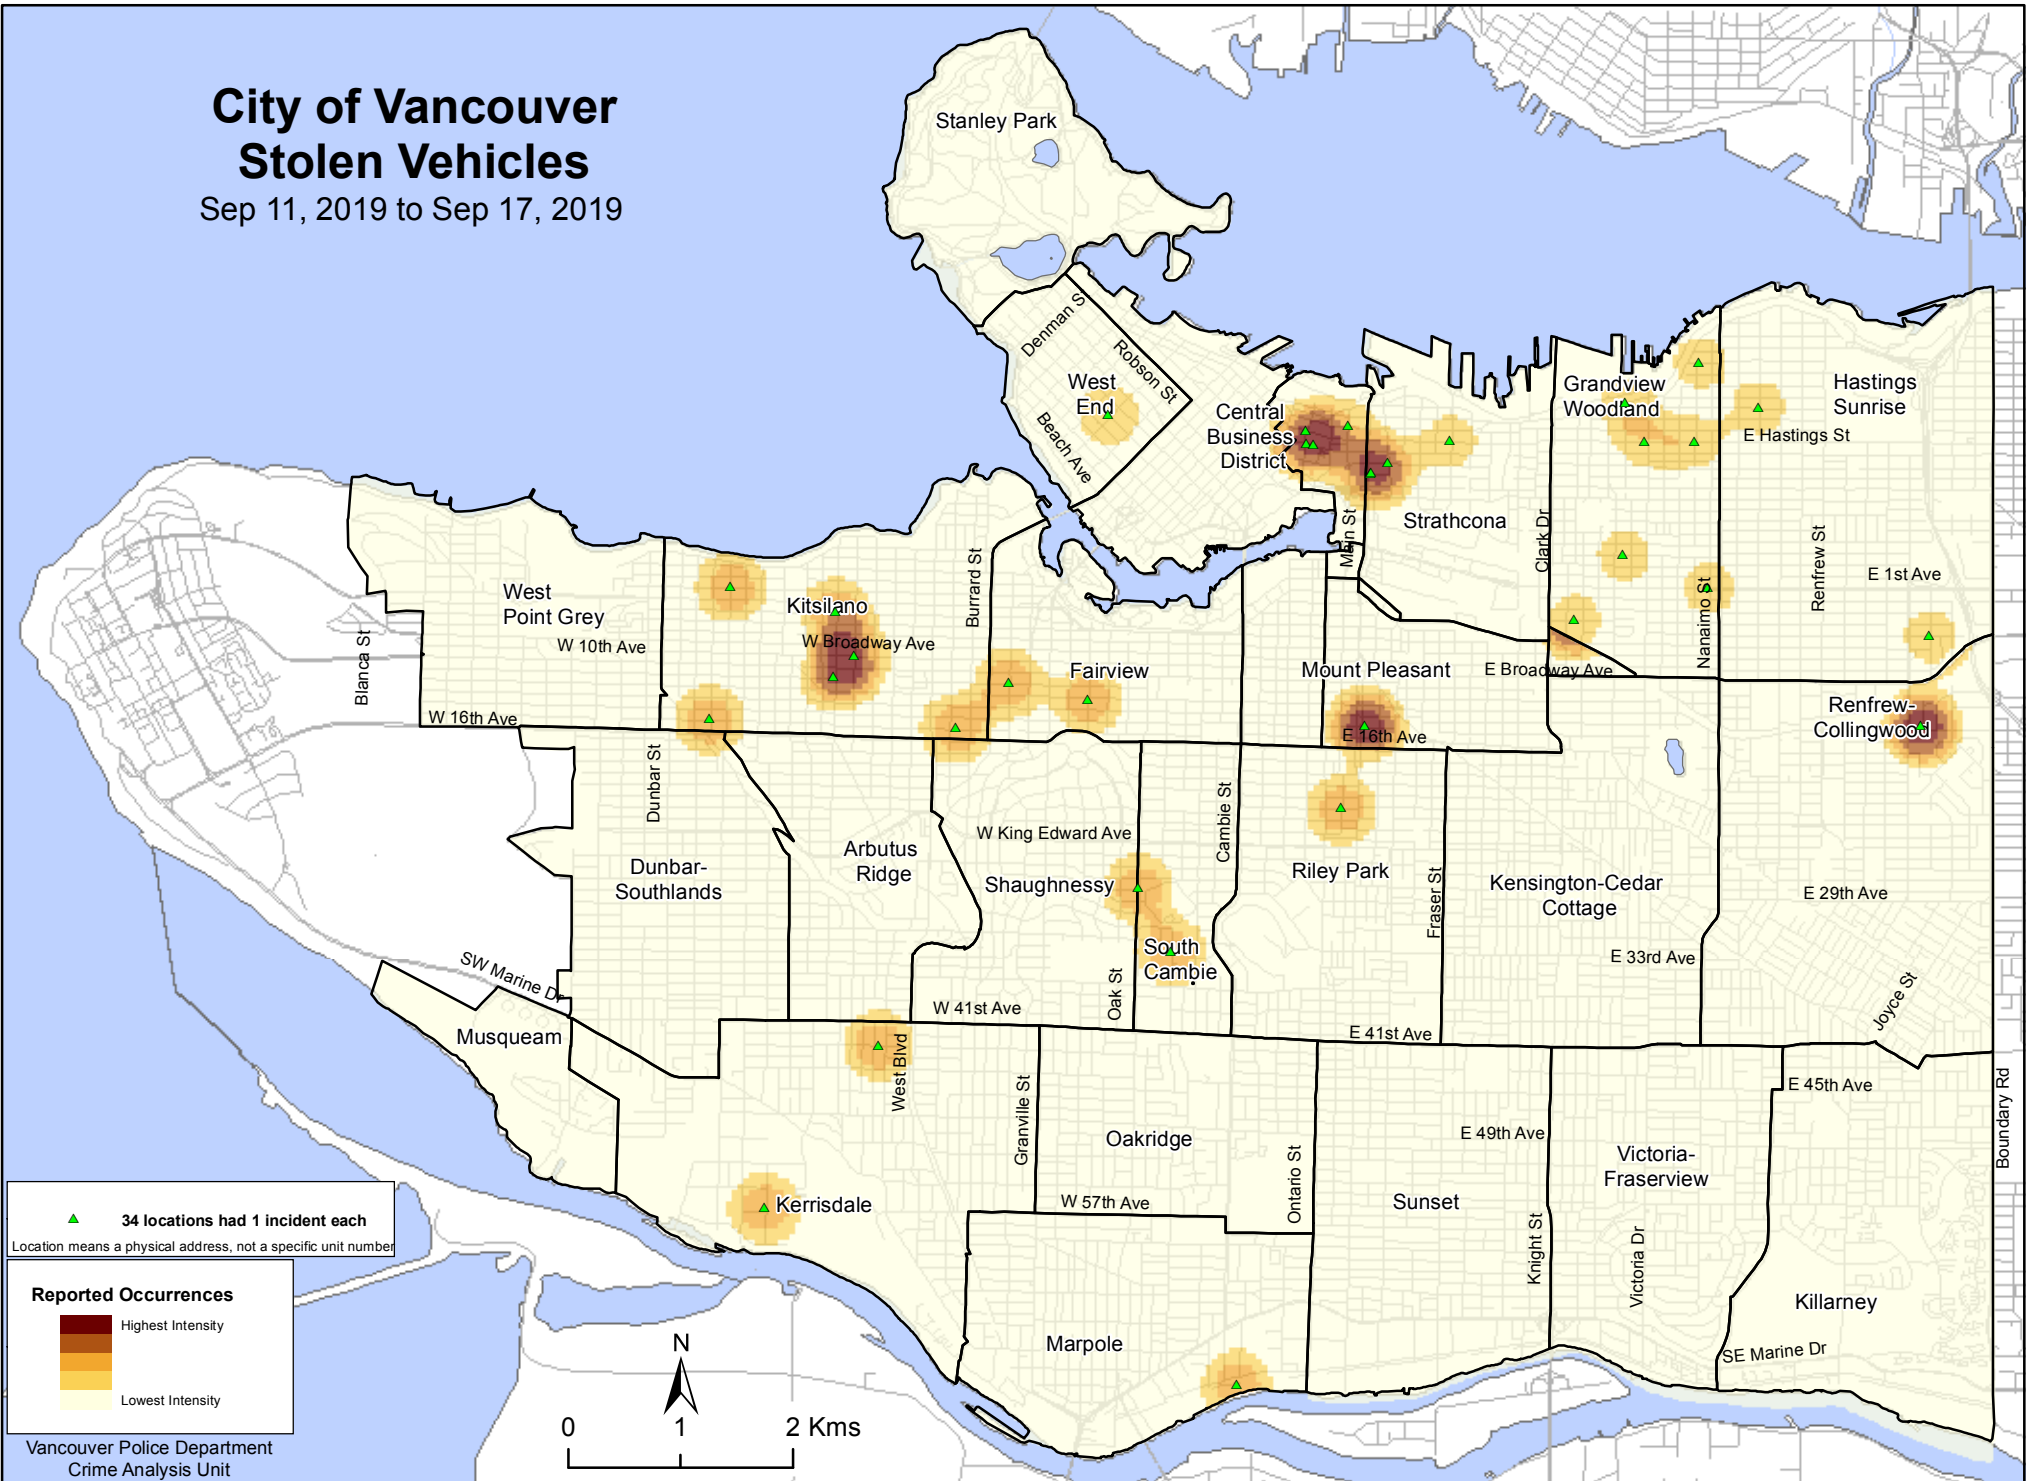 City of Vancouver
Stolen Vehicles
Sep 11, 2019 to Sep 17, 2019
Stanley Park
Denman S
Robson St
West
End
Beach Ave
Central
Business
District
Main St
Strathcona
Clark Dr
Grandview
Woodland
Hastings
Sunrise
E Hastings St
Nanaimo St
Renfrew St
E 1st Ave
West
Point Grey
W 10th Ave
Blanca St
W 16th Ave
Kitsilano
W Broadway Ave
Burrard St
Fairview
Mount Pleasant
E Broadway Ave
E 16th Ave
Renfrew-
Collingwood
Dunbar St
Dunbar-
Southlands
Arbutus
Ridge
W King Edward Ave
Shaughnessy
Cambie St
South
Cambie
Oak St
Riley Park
Fraser St
Kensington-Cedar
Cottage
E 29th Ave
E 33rd Ave
Joyce St
SW Marine Dr
Musqueam
W 41st Ave
E 41st Ave
West Blvd
Granville St
Oakridge
W 57th Ave
Ontario St
E 49th Ave
Sunset
Knight St
Victoria-
Fraserview
Victoria Dr
E 45th Ave
Boundary Rd
Killarney
SE Marine Dr
Kerrisdale
Marpole
34 locations had 1 incident each
Location means a physical address, not a specific unit number
Reported Occurrences
Highest Intensity
Lowest Intensity
Vancouver Police Department
Crime Analysis Unit
N
0 1 2 Kms